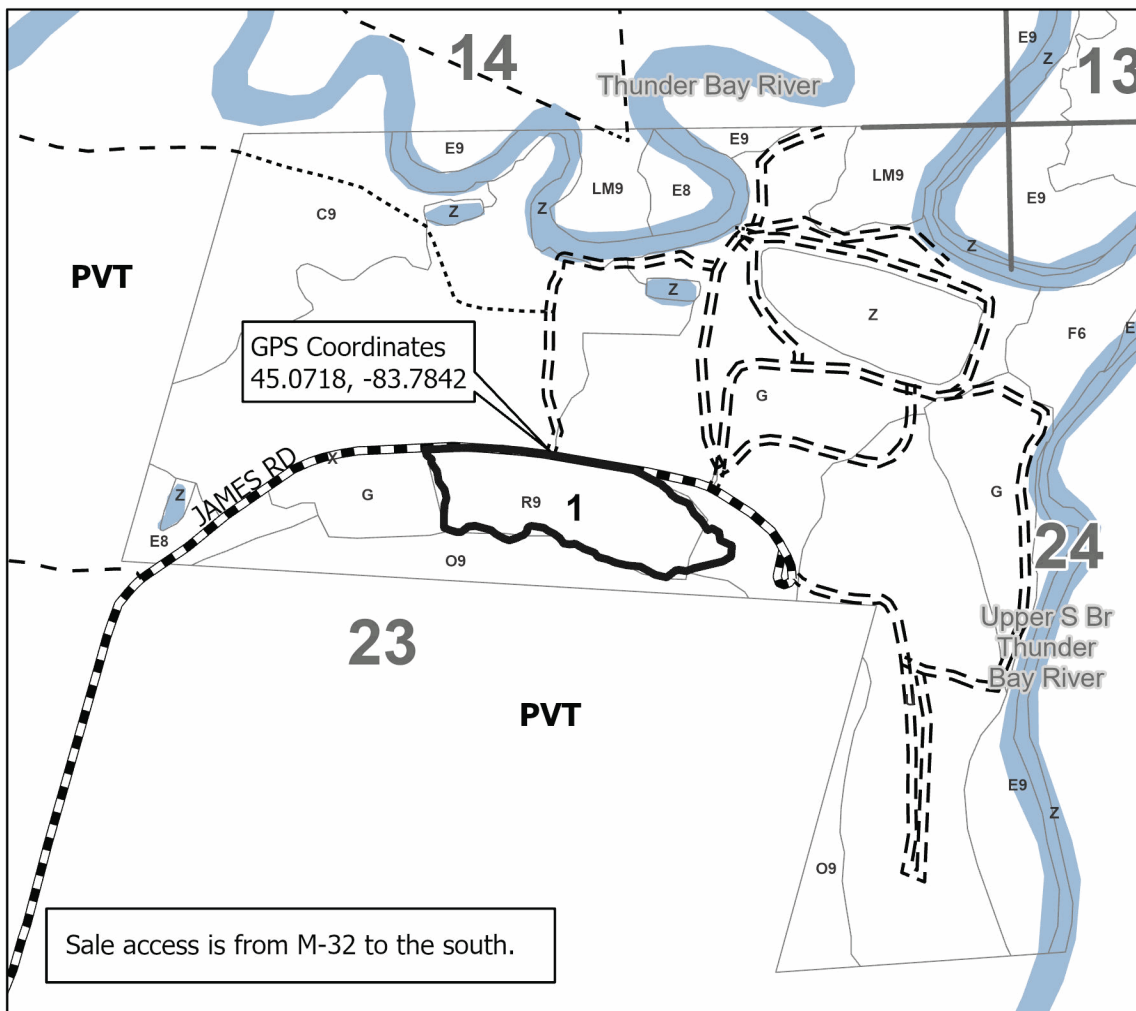 14
E9
Z
13
Thunder Bay River
E9
E9
LM9
E8
LM9
E9
C9
Z
Z
Z
PVT
Z
Z
F6
E
GPS Coordinates
45.0718, -83.7842
G
JAMES RD
X
Z
G
R9
1
G
E8
O9
24
23
Upper S Br
Thunder
Bay River
PVT
E9
Z
O9
Sale access is from M-32 to the south.